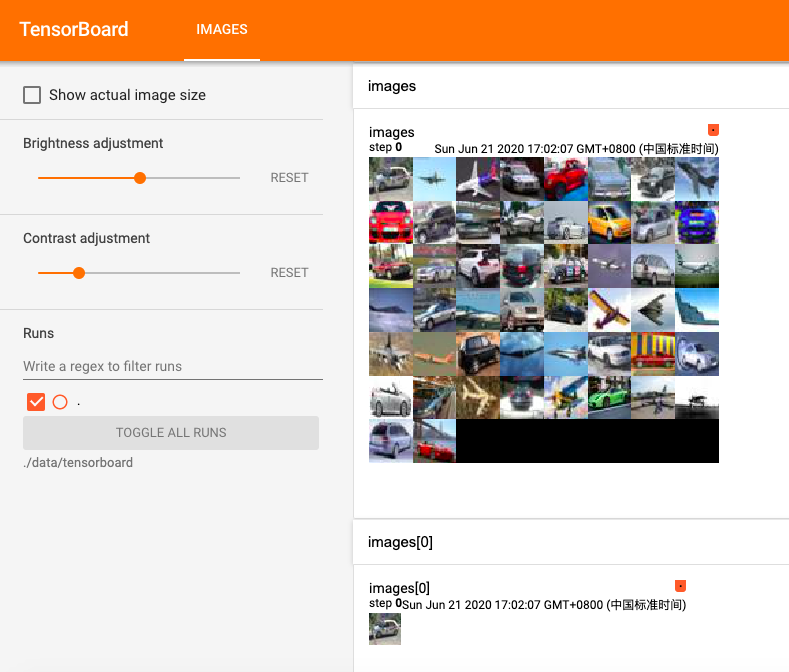 TensorBoard
IMAGES
Show actual image size
Brightness adjustment
RESET
Contrast adjustment
RESET
Runs
Write a regex to filter runs
.
TOGGLE ALL RUNS
./data/tensorboard
images
images
step 0 Sun Jun 21 2020 17:02:07 GMT+0800 (中国标准时间)
images[0]
images[0]
step 0Sun Jun 21 2020 17:02:07 GMT+0800 (中国标准时间)